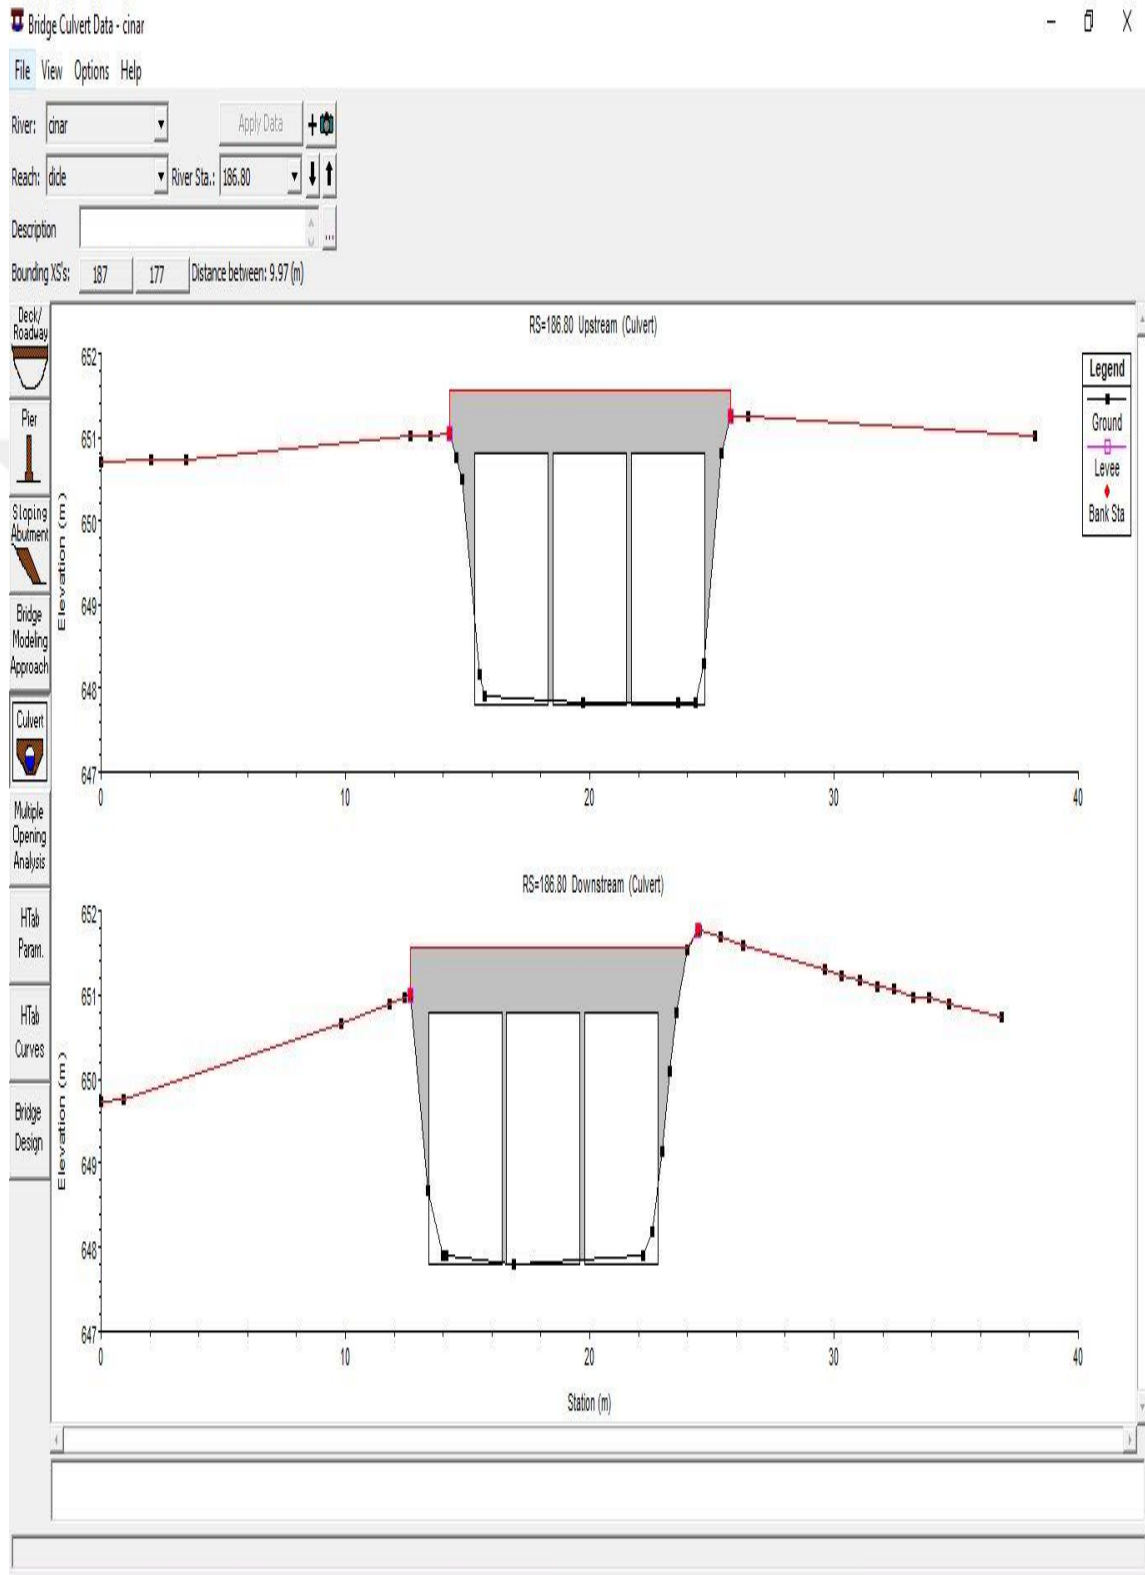 Bridge Culvert Data - cinar
File View Options Help
River: cinar Apply Data
Reach: dicle River Sta.: 186.80
Description ...
Bounding XS's: 187 177 Distance between: 9.97 (m)
Deck/
Roadway
Pier
Sloping
Abutment
Bridge
Modeling
Approach
Culvert
Multiple
Opening
Analysis
HTab
Param.
HTab
Curves
Bridge
Design
RS=186.80 Upstream (Culvert)
Elevation (m)
652
651
650
649
648
647
0 10 20 30 40
Legend
Ground
Levee
Bank Sta
RS=186.80 Downstream (Culvert)
Elevation (m)
652
651
650
649
648
647
0 10 20 30 40
Station (m)